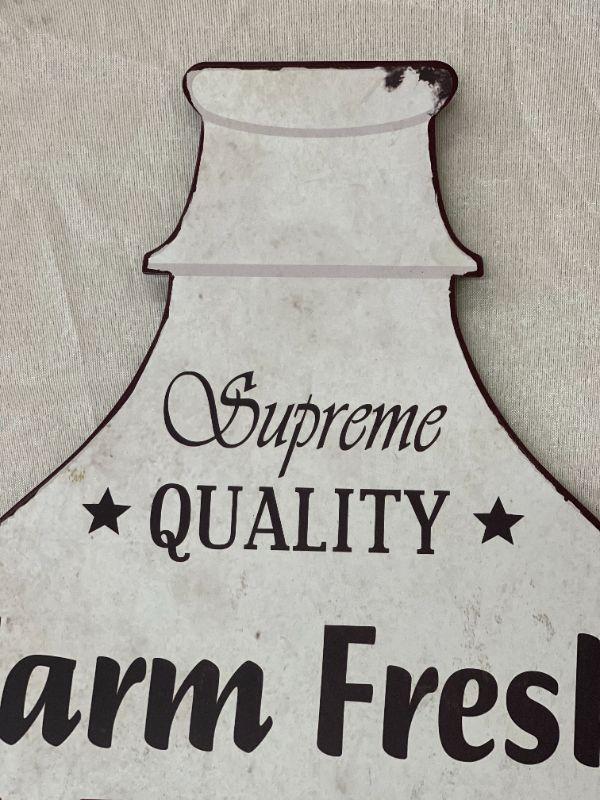 Supreme
★ QUALITY ★
arm Fres